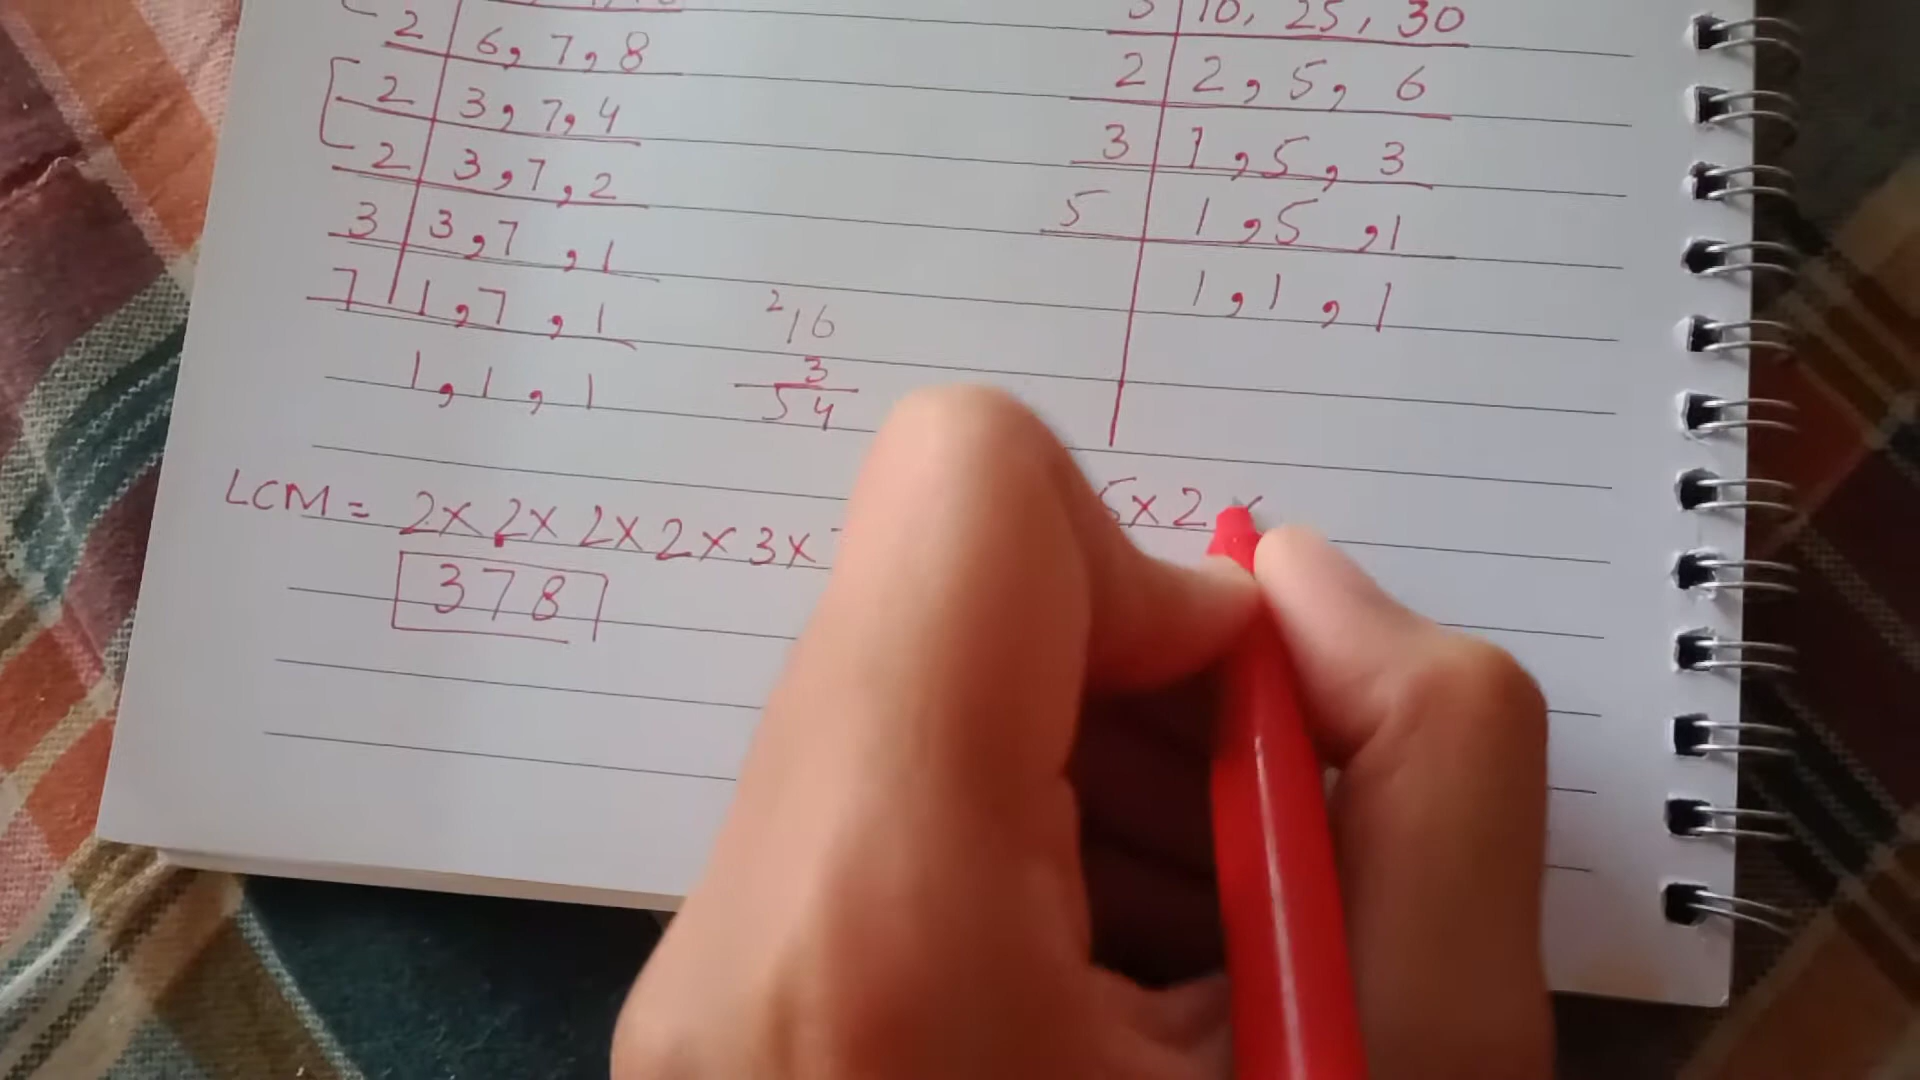 2 6, 7, 8
2 3, 7, 4
2 3, 7, 2
3 3, 7, 1
7 1, 7, 1
1, 1, 1
2 16
3
54
LCM = 2 x 2 x 2 x 2 x 3 x
378
10, 25, 30
2 2, 5, 6
3 1, 5, 3
5 1, 5, 1
1, 1, 1
5 x 2 x